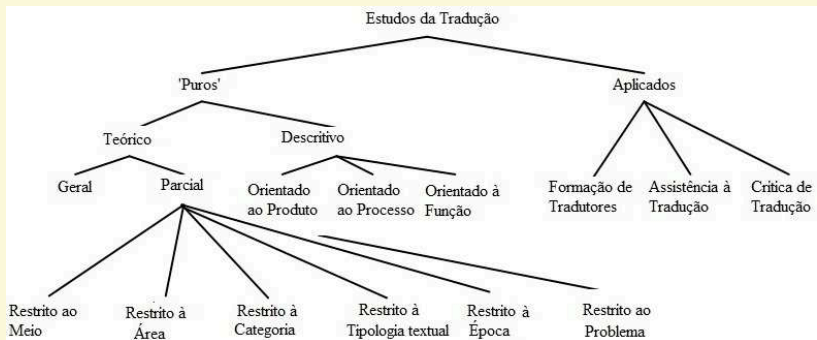 Estudos da Tradução
'Puros'
Aplicados
Teórico
Descritivo
Geral
Parcial
Orientado
ao Produto
Orientado
ao Processo
Orientado à
Função
Formação de
Tradutores
Assistência à
Tradução
Critica de
Tradução
Restrito ao
Meio
Restrito à
Área
Restrito à
Categoria
Restrito à
Tipologia textual
Restrito à
Época
Restrito ao
Problema